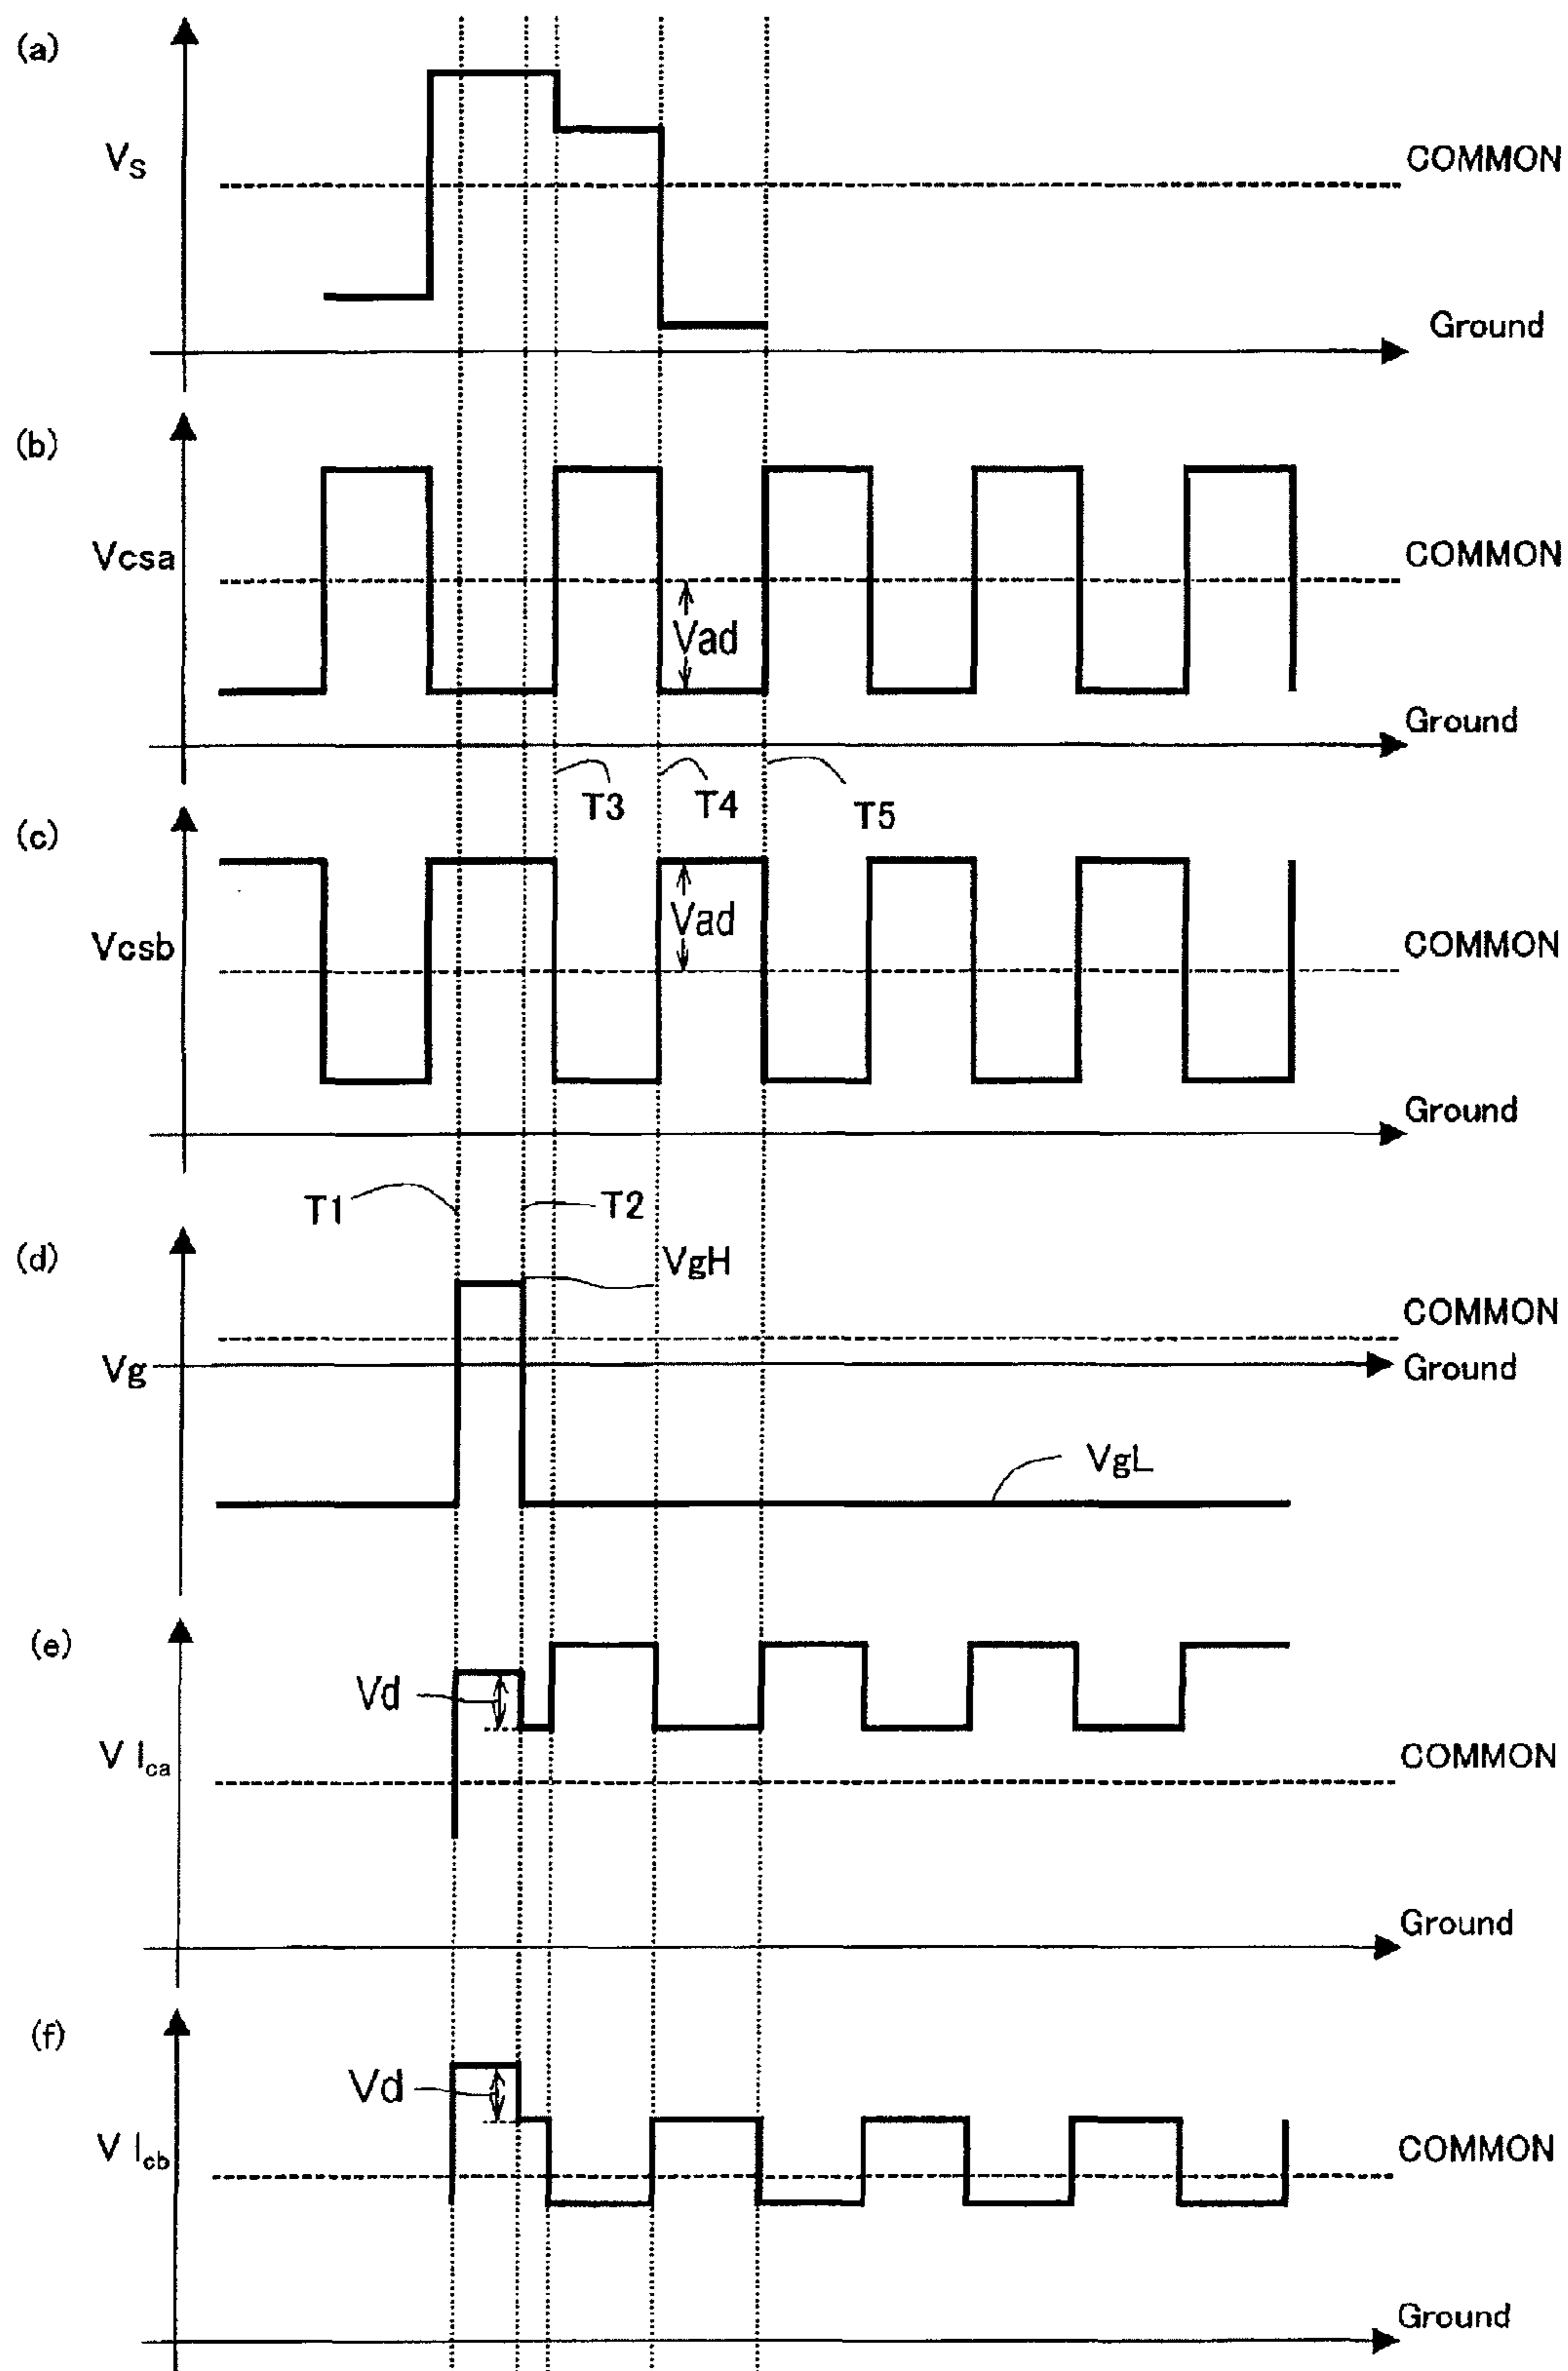 (a)
VS
COMMON
Ground
(b)
Vcsa
COMMON
Vad
Ground
T3
T4
T5
(c)
Vad
Vcsb
COMMON
Ground
T1
T2
(d)
VgH
COMMON
Vg
Ground
VgL
(e)
Vd
V lca
COMMON
Ground
(f)
Vd
V lcb
COMMON
Ground